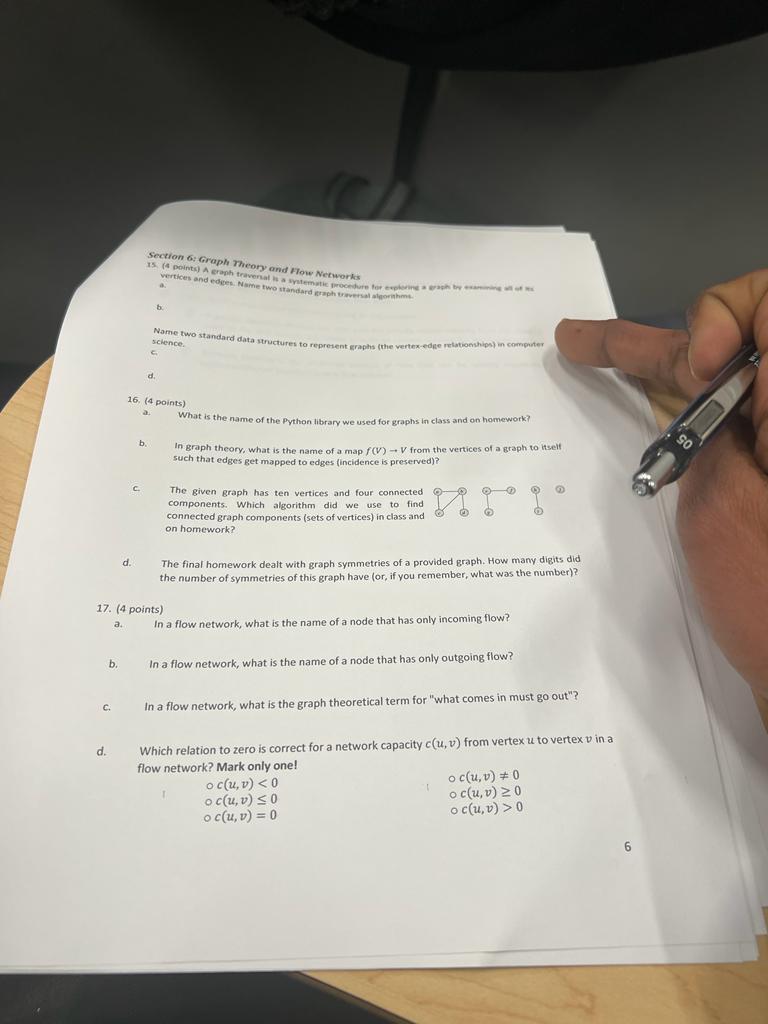 Section 6: Graph Theory and Flow Networks
15. (4 points) A graph traversal is a systematic procedure for exploring a graph by examining all of its
vertices and edges. Name two standard graph traversal algorithms.
a.
b.
Name two standard data structures to represent graphs (the vertex-edge relationships) in computer
science.
c.
d.
16. (4 points)
a. What is the name of the Python library we used for graphs in class and on homework?
b. In graph theory, what is the name of a map f(V) → V from the vertices of a graph to itself
such that edges get mapped to edges (incidence is preserved)?
c. The given graph has ten vertices and four connected
components. Which algorithm did we use to find
connected graph components (sets of vertices) in class and
on homework?
d. The final homework dealt with graph symmetries of a provided graph. How many digits did
the number of symmetries of this graph have (or, if you remember, what was the number)?
17. (4 points)
a. In a flow network, what is the name of a node that has only incoming flow?
b. In a flow network, what is the name of a node that has only outgoing flow?
c. In a flow network, what is the graph theoretical term for "what comes in must go out"?
d. Which relation to zero is correct for a network capacity c(u, v) from vertex u to vertex v in a
flow network? Mark only one!
o c(u, v) < 0
o c(u, v) ≤ 0
o c(u, v) = 0
o c(u, v) ≠ 0
o c(u, v) ≥ 0
o c(u, v) > 0
6
05